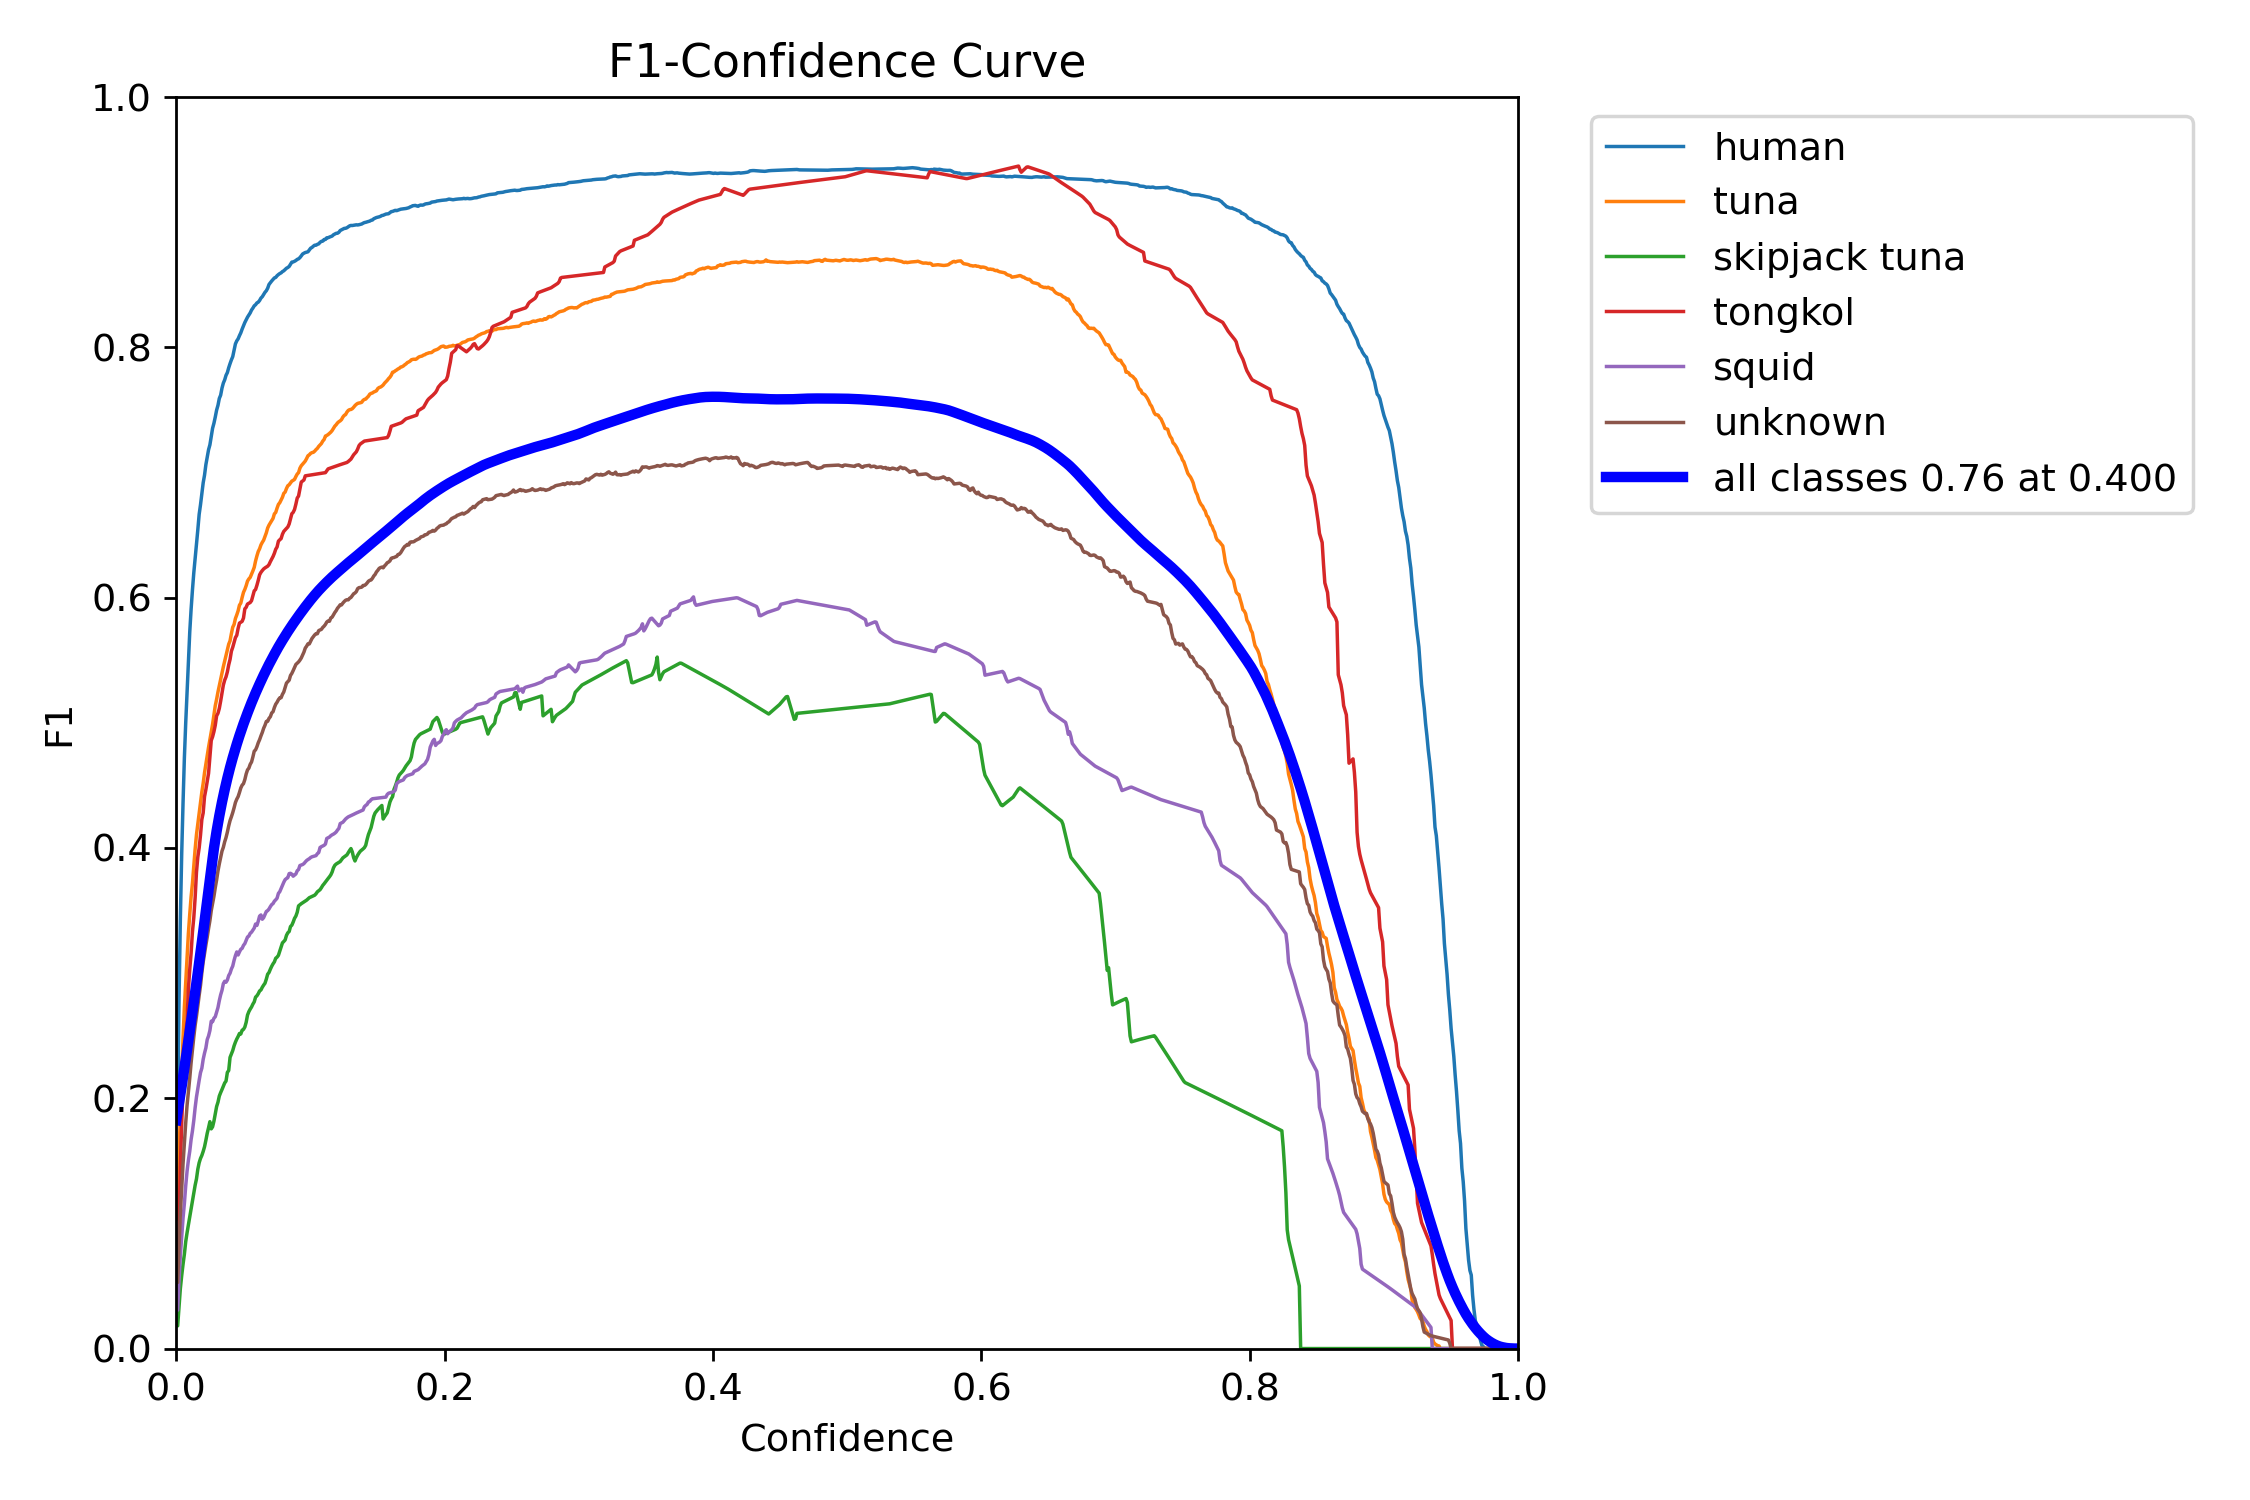 F1-Confidence Curve
1.0
0.8
0.6
0.4
0.2
0.0
F1
0.0 0.2 0.4 0.6 0.8 1.0
Confidence
human
tuna
skipjack tuna
tongkol
squid
unknown
all classes 0.76 at 0.400